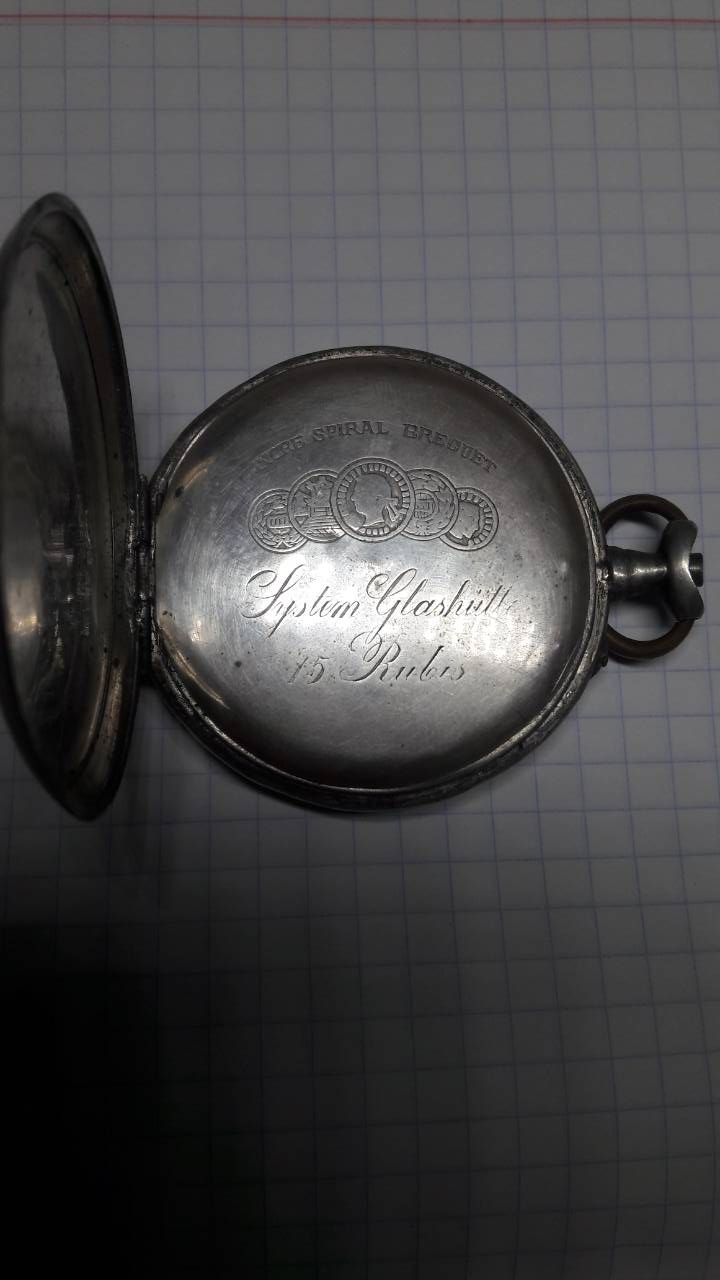 ANCRE SPIRAL BREGUET
System Glashütte
15 Rubis